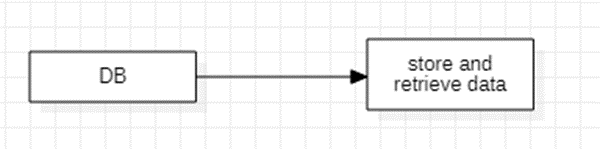 DB
store and
retrieve data